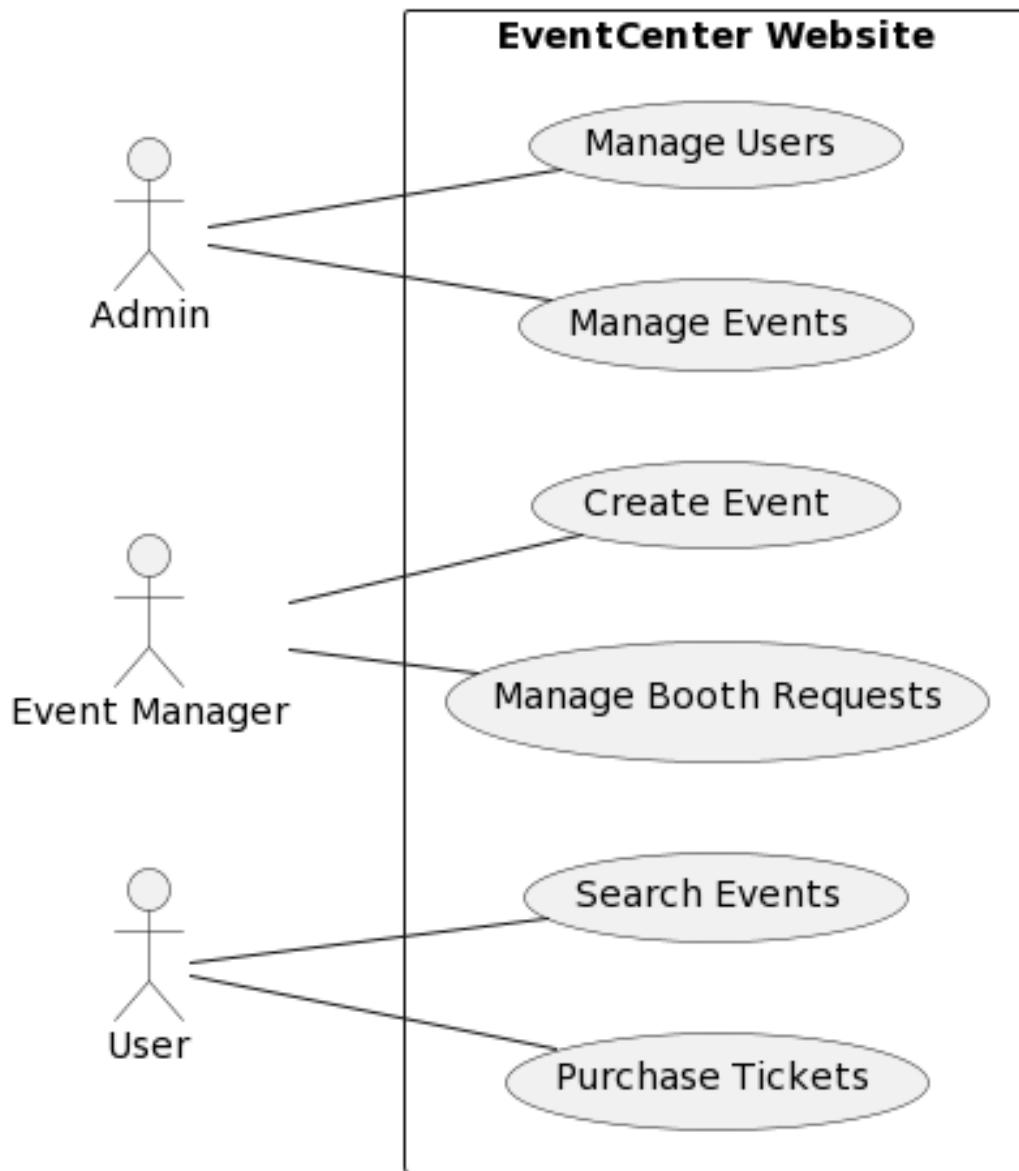 EventCenter Website
Manage Users
Admin
Manage Events
Create Event
Event Manager
Manage Booth Requests
Search Events
User
Purchase Tickets